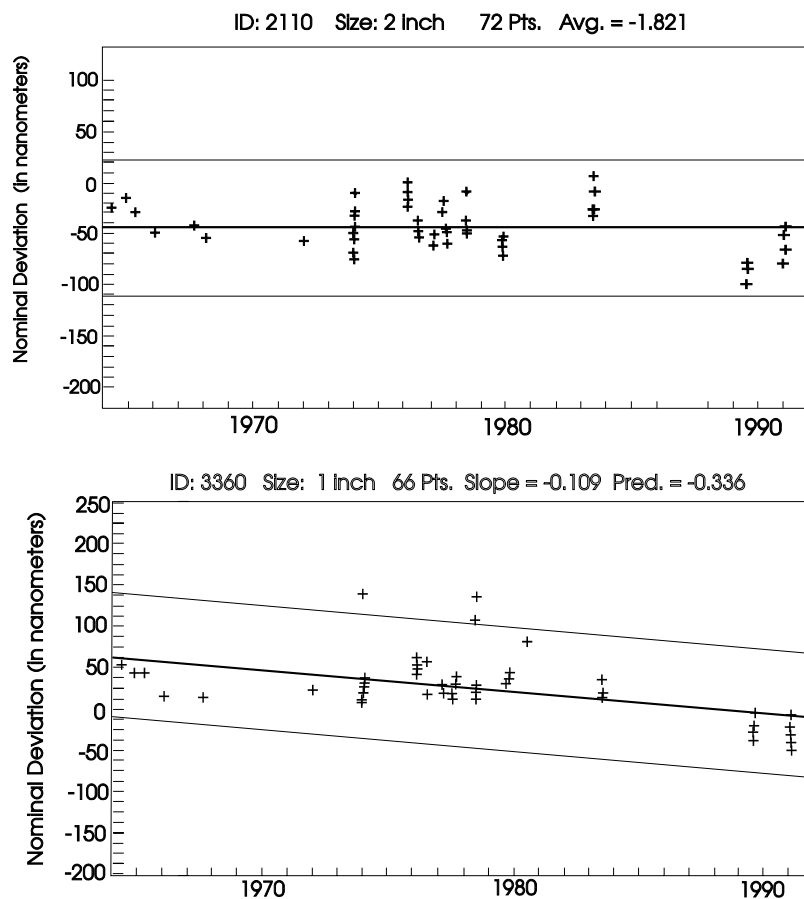 ID: 2110 Size: 2 inch 72 Pts. Avg. = -1.821
Nominal Deviation (in nanometers)
100
50
0
-50
-100
-150
-200
1970 1980 1990
ID: 3360 Size: 1 inch 66 Pts. Slope = -0.109 Pred. = -0.336
Nominal Deviation (in nanometers)
250
200
150
100
50
0
-50
-100
-150
-200
1970 1980 1990